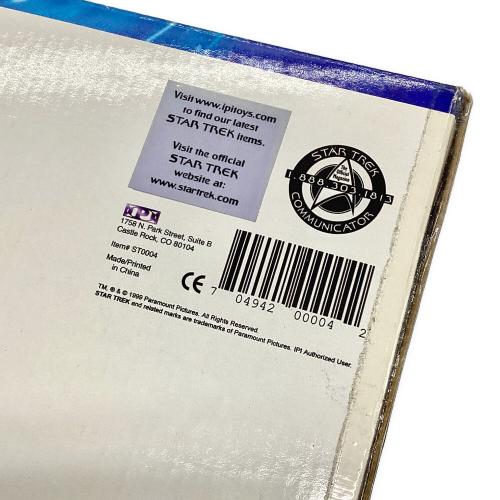 Visit www.ipitoys.com
to find our latest
STAR TREK items.
Visit the official
STAR TREK
website at:
www.startrek.com
STAR TREK
The Official Magazine
1.888.303.1813
COMMUNICATOR
IPI
1758 N. Park Street, Suite B
Castle Rock, CO 80104
Item# ST0004
Made/Printed
in China
CE
7 04942 00004 2
TM, ® & © 1999 Paramount Pictures. All Rights Reserved.
STAR TREK and related marks are trademarks of Paramount Pictures. IPI Authorized User.